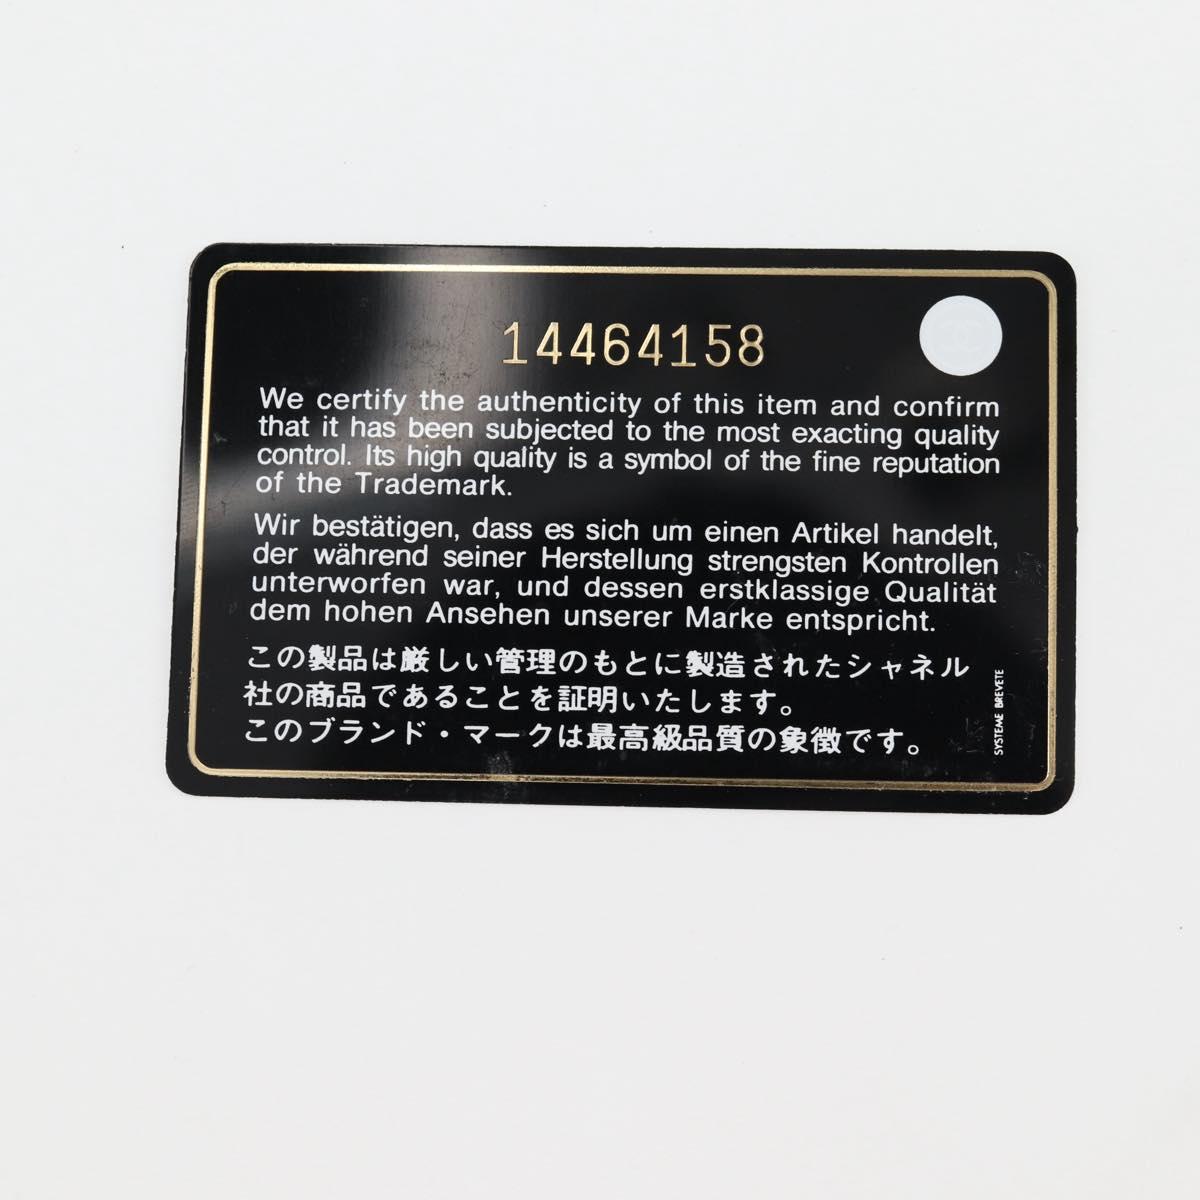 14464158
We certify the authenticity of this item and confirm
that it has been subjected to the most exacting quality
control. Its high quality is a symbol of the fine reputation
of the Trademark.
Wir bestätigen, dass es sich um einen Artikel handelt,
der während seiner Herstellung strengsten Kontrollen
unterworfen war, und dessen erstklassige Qualität
dem hohen Ansehen unserer Marke entspricht.
この製品は厳しい管理のもとに製造されたシャネル
社の商品であることを証明いたします。
このブランド・マークは最高級品質の象徴です。
SYSTEME BREVETE